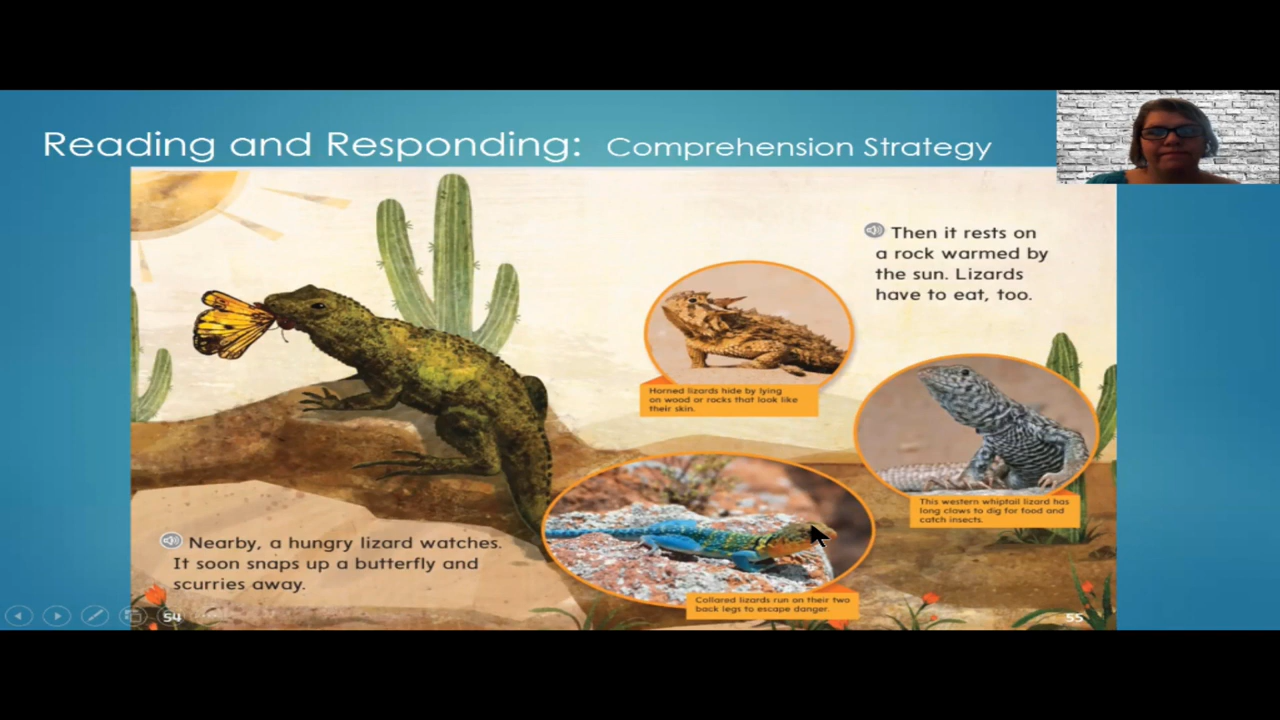 Reading and Responding: Comprehension Strategy
Then it rests on
a rock warmed by
the sun. Lizards
have to eat, too.
Horned lizards hide by lying
on wood or rocks that look like
their skin.
This western whiptail lizard has
long claws to dig for food and
catch insects.
Nearby, a hungry lizard watches.
It soon snaps up a butterfly and
scurries away.
Collared lizards run on their two
back legs to escape danger.
54
55